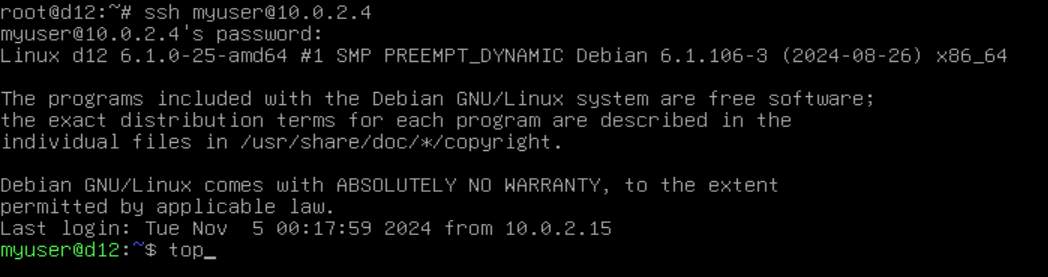 root@d12:~# ssh myuser@10.0.2.4
myuser@10.0.2.4's password:
Linux d12 6.1.0-25-amd64 #1 SMP PREEMPT_DYNAMIC Debian 6.1.106-3 (2024-08-26) x86_64

The programs included with the Debian GNU/Linux system are free software;
the exact distribution terms for each program are described in the
individual files in /usr/share/doc/*/copyright.

Debian GNU/Linux comes with ABSOLUTELY NO WARRANTY, to the extent
permitted by applicable law.
Last login: Tue Nov  5 00:17:59 2024 from 10.0.2.15
myuser@d12:~$ top_